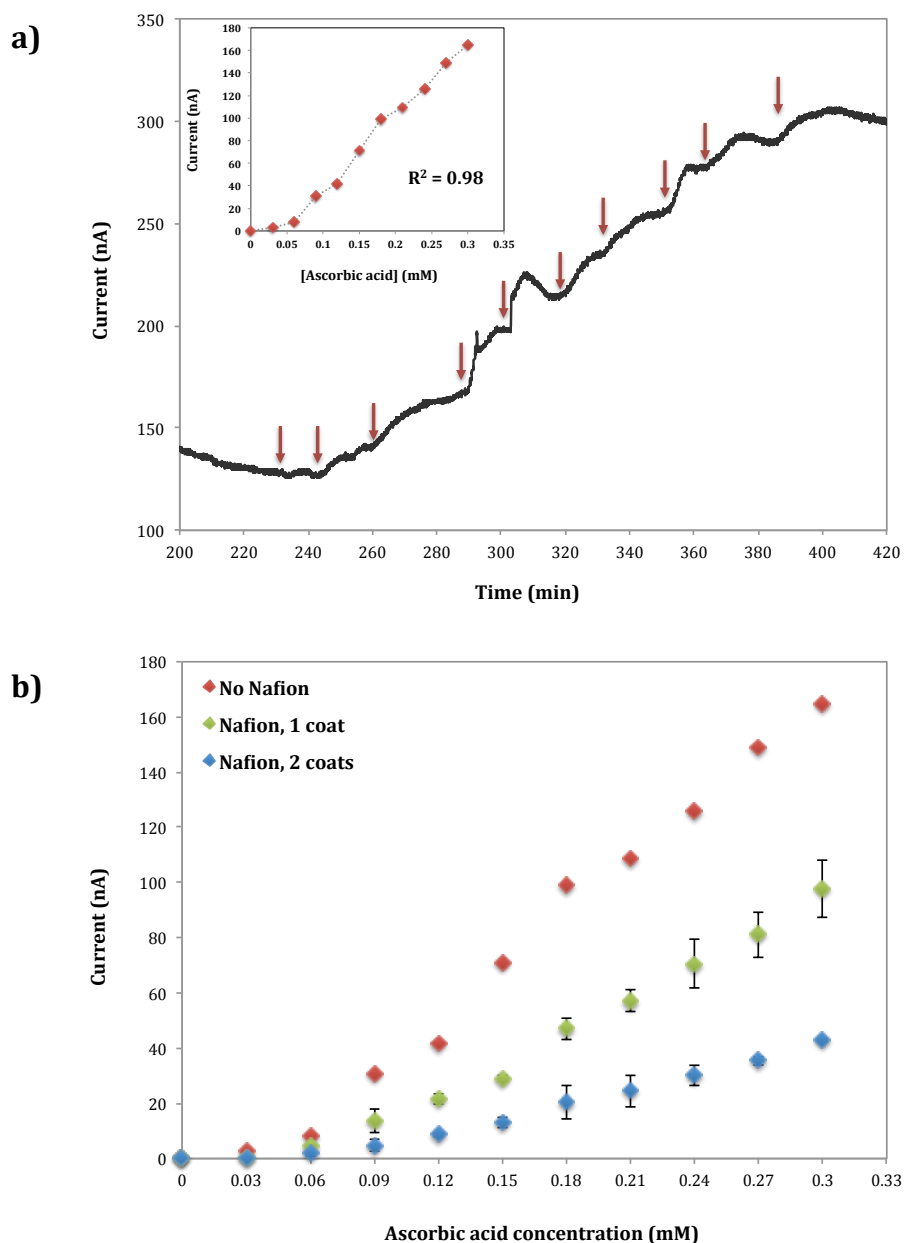 a)
350
300
250
200
150
100
Current (nA)
200 220 240 260 280 300 320 340 360 380 400 420
Time (min)
180
160
140
120
100
80
60
40
20
0
Current (nA)
R² = 0.98
0 0.05 0.1 0.15 0.2 0.25 0.3 0.35
[Ascorbic acid] (mM)
b)
180
160
140
120
100
80
60
40
20
0
Current (nA)
No Nafion
Nafion, 1 coat
Nafion, 2 coats
0 0.03 0.06 0.09 0.12 0.15 0.18 0.21 0.24 0.27 0.3 0.33
Ascorbic acid concentration (mM)